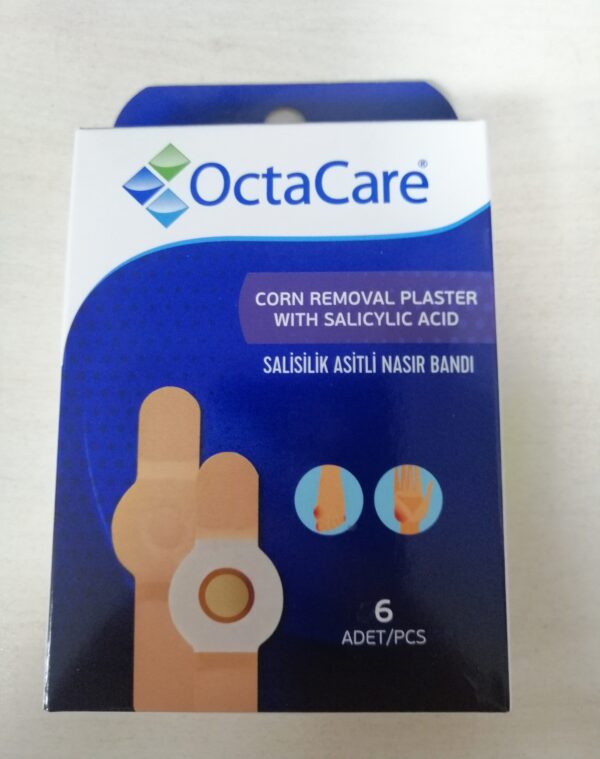 OctaCare®
CORN REMOVAL PLASTER
WITH SALICYLIC ACID
SALİSİLİK ASİTLİ NASIR BANDI
6
ADET/PCS